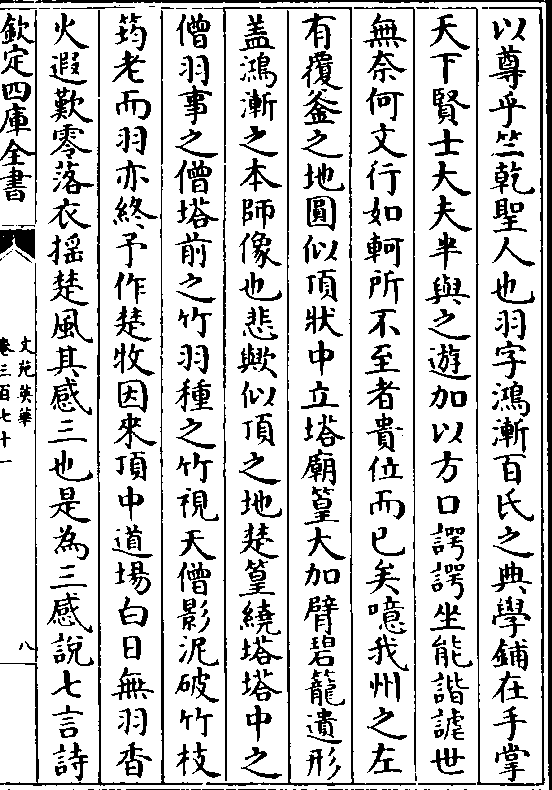 以尊乎竺乾聖人也羽字鴻漸百氏之典學鋪在手掌
天下賢士大夫半與之遊加以方口諤諤坐能諧謔世
無奈何文行如軻所不至者貴位而已矣噫我州之左
有覆釜之地圓似頂狀中立塔廟篁大加臂碧籠遺形
盖鴻漸之本師像也悲歟似頂之地楚篁繞塔塔中之
僧羽事之僧塔前之竹羽種之竹視天僧影泥破竹枝
筠老而羽亦終予作楚牧因來頂中道場白日無羽香
火遐歎零落衣揺楚風其感三也是為三感說七言詩
欽定四庫全書
文苑英華
卷三百七十一
八